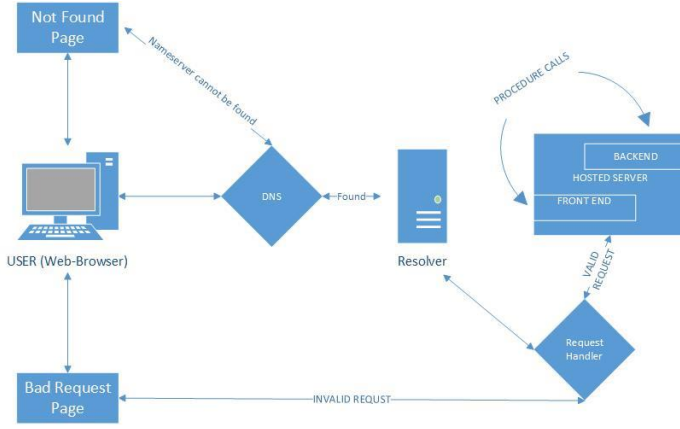 Not Found
Page
Nameserver cannot be found
PROCEDURE CALLS
BACKEND
HOSTED SERVER
FRONT END
DNS
Found
USER (Web-Browser)
Resolver
VALID
REQUEST
Request
Handler
Bad Request
Page
INVALID REQUST